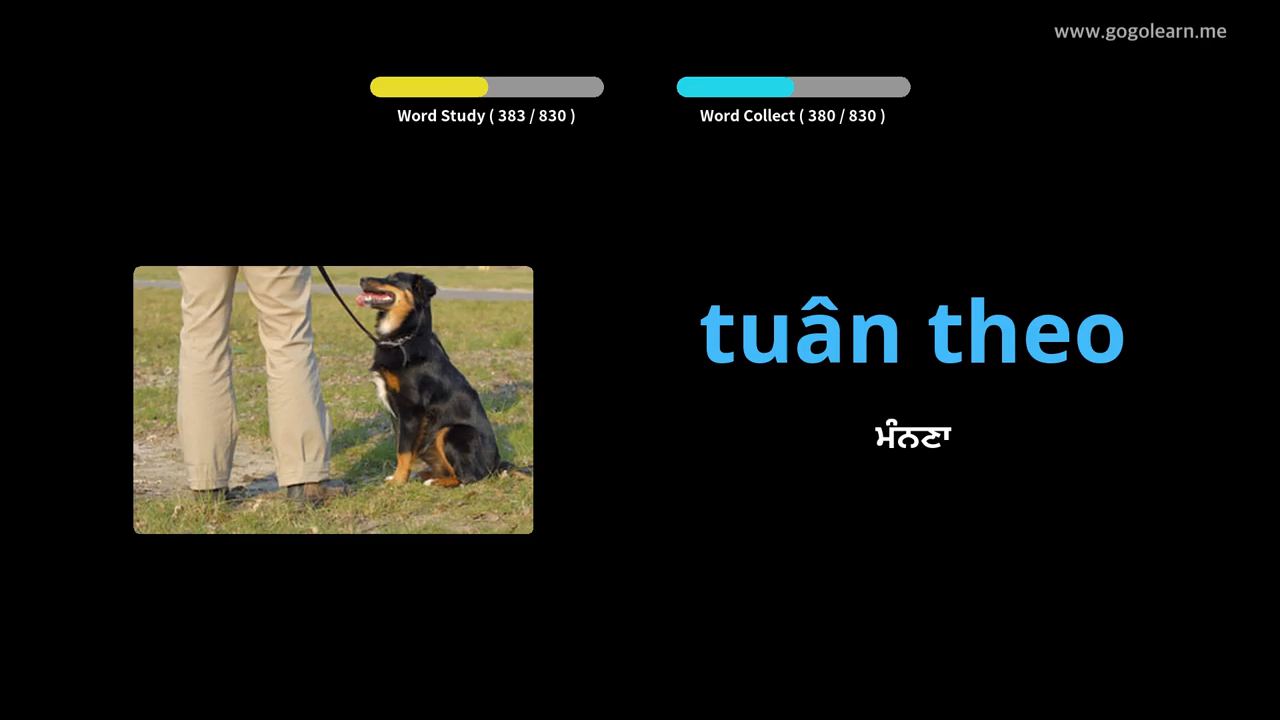 www.gogolearn.me
Word Study ( 383 / 830 )
Word Collect ( 380 / 830 )
tuân theo
ਮੰਨਣਾ